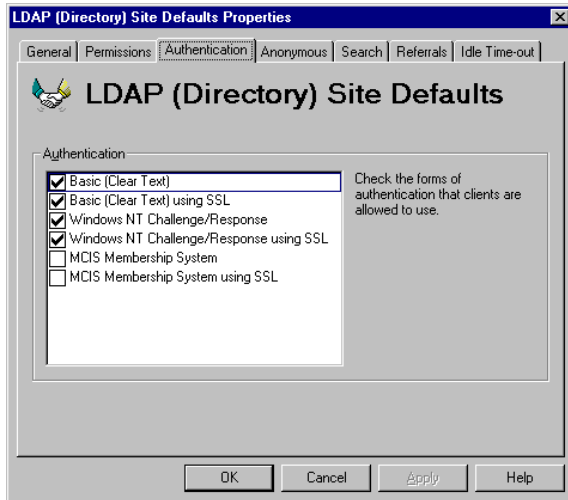 LDAP (Directory) Site Defaults Properties
General Permissions Authentication Anonymous Search Referrals Idle Time-out
LDAP (Directory) Site Defaults
Authentication
Basic (Clear Text)
Basic (Clear Text) using SSL
Windows NT Challenge/Response
Windows NT Challenge/Response using SSL
MCIS Membership System
MCIS Membership System using SSL
Check the forms of
authentication that clients are
allowed to use.
OK Cancel Apply Help